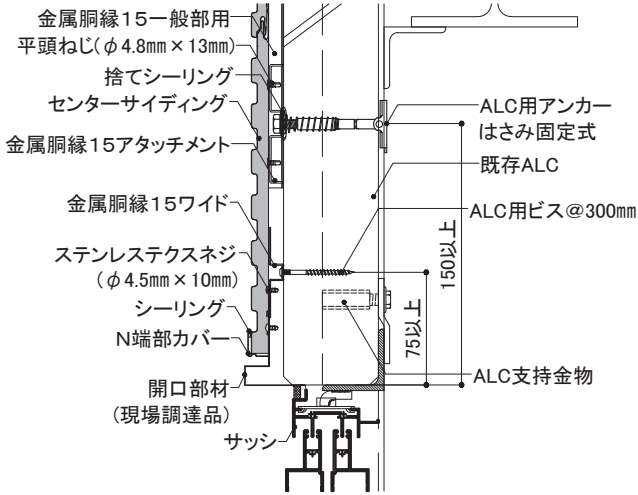 金属胴縁15一般部用
平頭ねじ(φ4.8mm×13mm)
捨てシーリング
センターサイディング
金属胴縁15アタッチメント
金属胴縁15ワイド
ステンレステクスネジ
(φ4.5mm×10mm)
シーリング
N端部カバー
開口部材
(現場調達品)
サッシ
ALC用アンカー
はさみ固定式
既存ALC
ALC用ビス@300mm
150以上
75以上
ALC支持金物